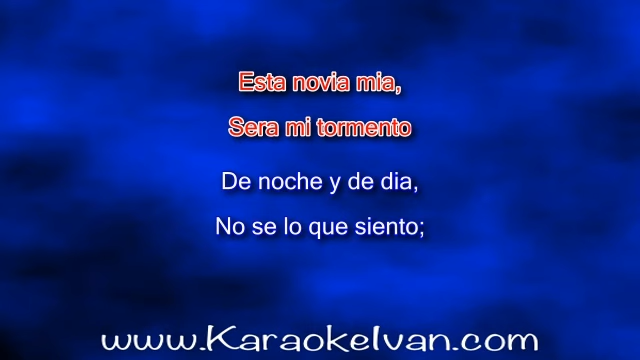 Esta novia mia,
Sera mi tormento
De noche y de dia,
No se lo que siento;
www.KaraokeIvan.com